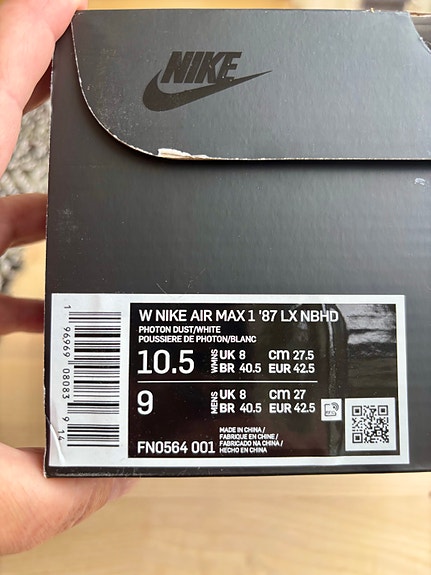 NIKE
W NIKE AIR MAX 1 '87 LX NBHD
PHOTON DUST/WHITE
POUSSIERE DE PHOTON/BLANC
10.5 WMNS UK 8 cm 27.5
BR 40.5 EUR 42.5
9 MENS UK 8 cm 27
BR 40.5 EUR 42.5
FN0564 001
MADE IN CHINA /
FABRIQUE EN CHINE /
FABRICADO NA CHINA /
HECHO EN CHINA
1 96969 08083 9 14